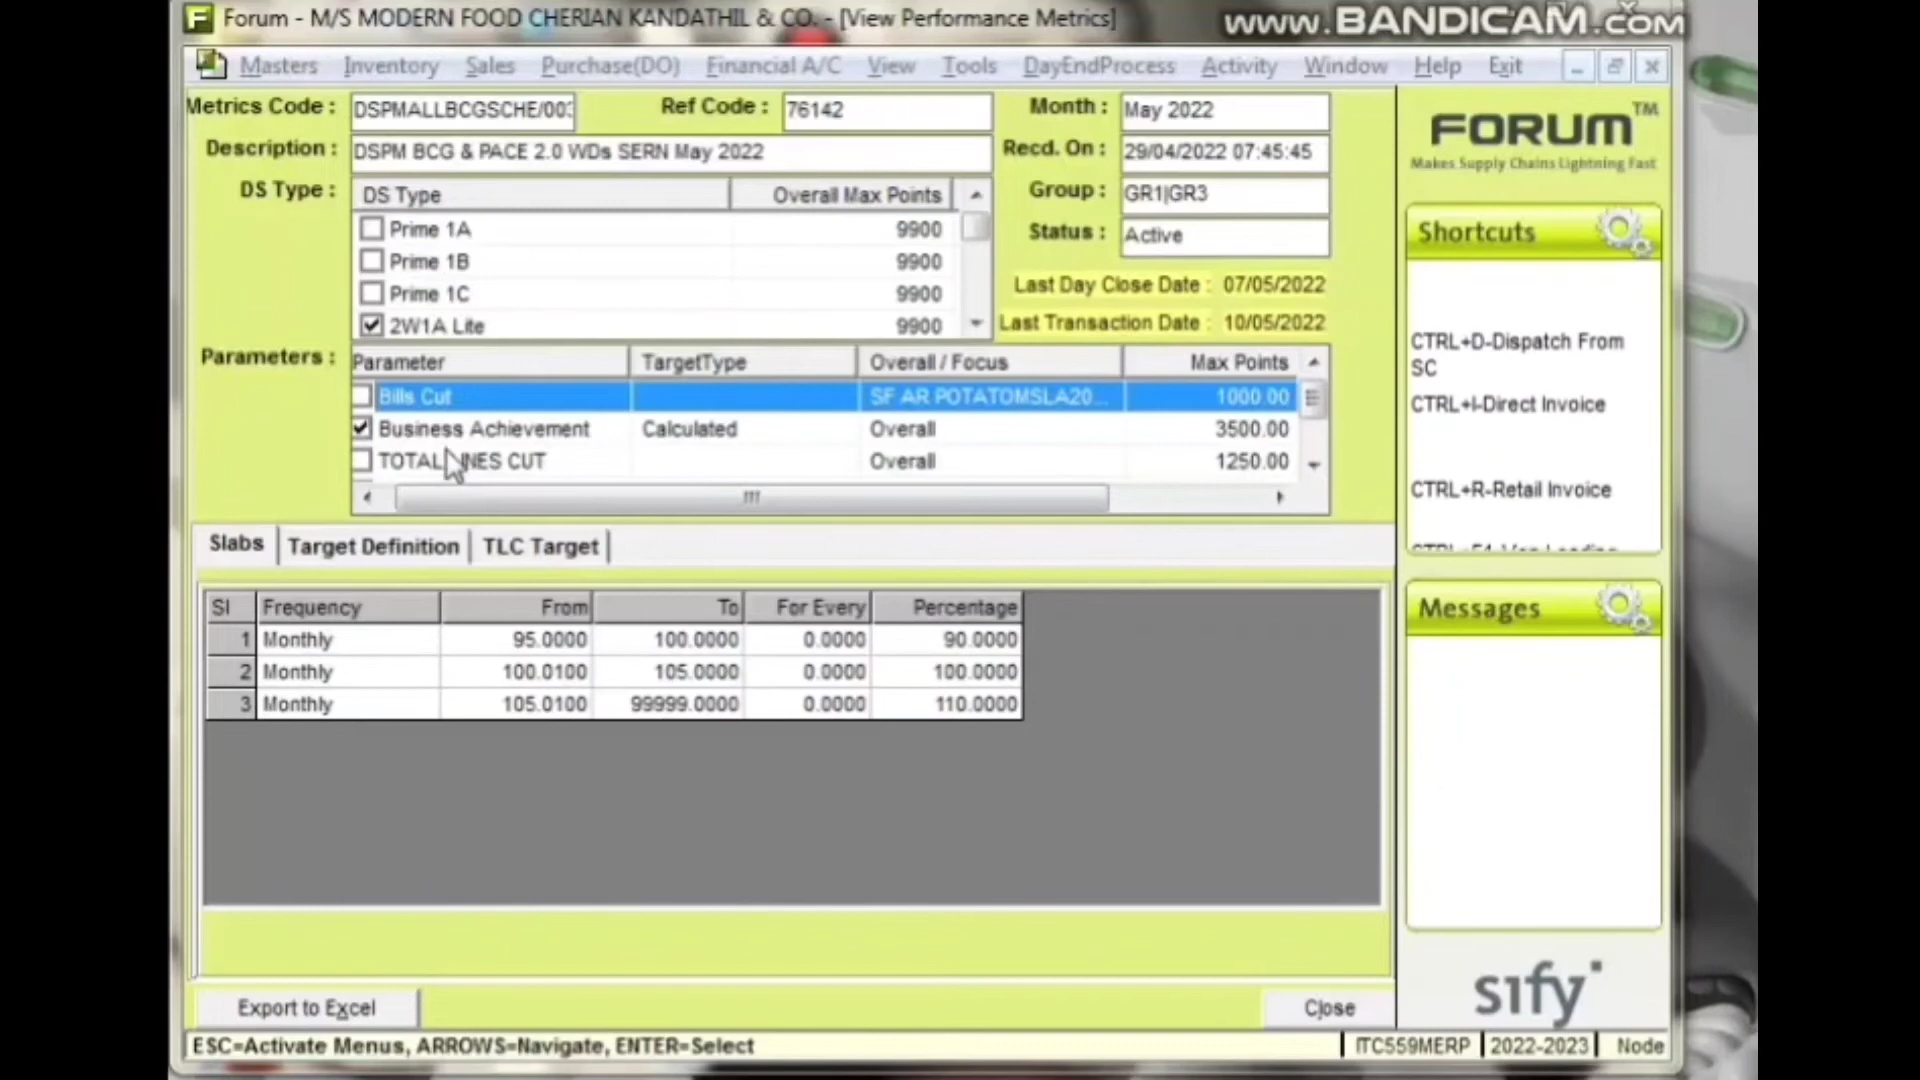 Forum - M/S MODERN FOOD CHERIAN KANDATHIL & CO. - [View Performance Metrics]
www.BANDICAM.com
Masters Inventory Sales Purchase(DO) Financial A/C View Tools DayEndProcess Activity Window Help Exit
Metrics Code : DSPMALLBCGSCHE/003 Ref Code : 76142 Month : May 2022
Description : DSPM BCG & PACE 2.0 WDs SERN May 2022 Recd. On : 29/04/2022 07:45:45
DS Type : DS Type Overall Max Points Group : GR1|GR3
Prime 1A 9900 Status : Active
Prime 1B 9900
Prime 1C 9900 Last Day Close Date : 07/05/2022
2W1A Lite 9900 Last Transaction Date : 10/05/2022
Parameters : Parameter TargetType Overall / Focus Max Points
Bills Cut SF AR POTATOMSLA20... 1000.00
Business Achievement Calculated Overall 3500.00
TOTAL LINES CUT Overall 1250.00
Slabs Target Definition TLC Target
Sl Frequency From To For Every Percentage
1 Monthly 95.0000 100.0000 0.0000 90.0000
2 Monthly 100.0100 105.0000 0.0000 100.0000
3 Monthly 105.0100 99999.0000 0.0000 110.0000
Export to Excel Close
ESC=Activate Menus, ARROWS=Navigate, ENTER=Select ITC559MERP 2022-2023 Node
FORUM™
Makes Supply Chains Lightning Fast
Shortcuts
CTRL+D-Dispatch From
SC
CTRL+I-Direct Invoice
CTRL+R-Retail Invoice
Messages
sify